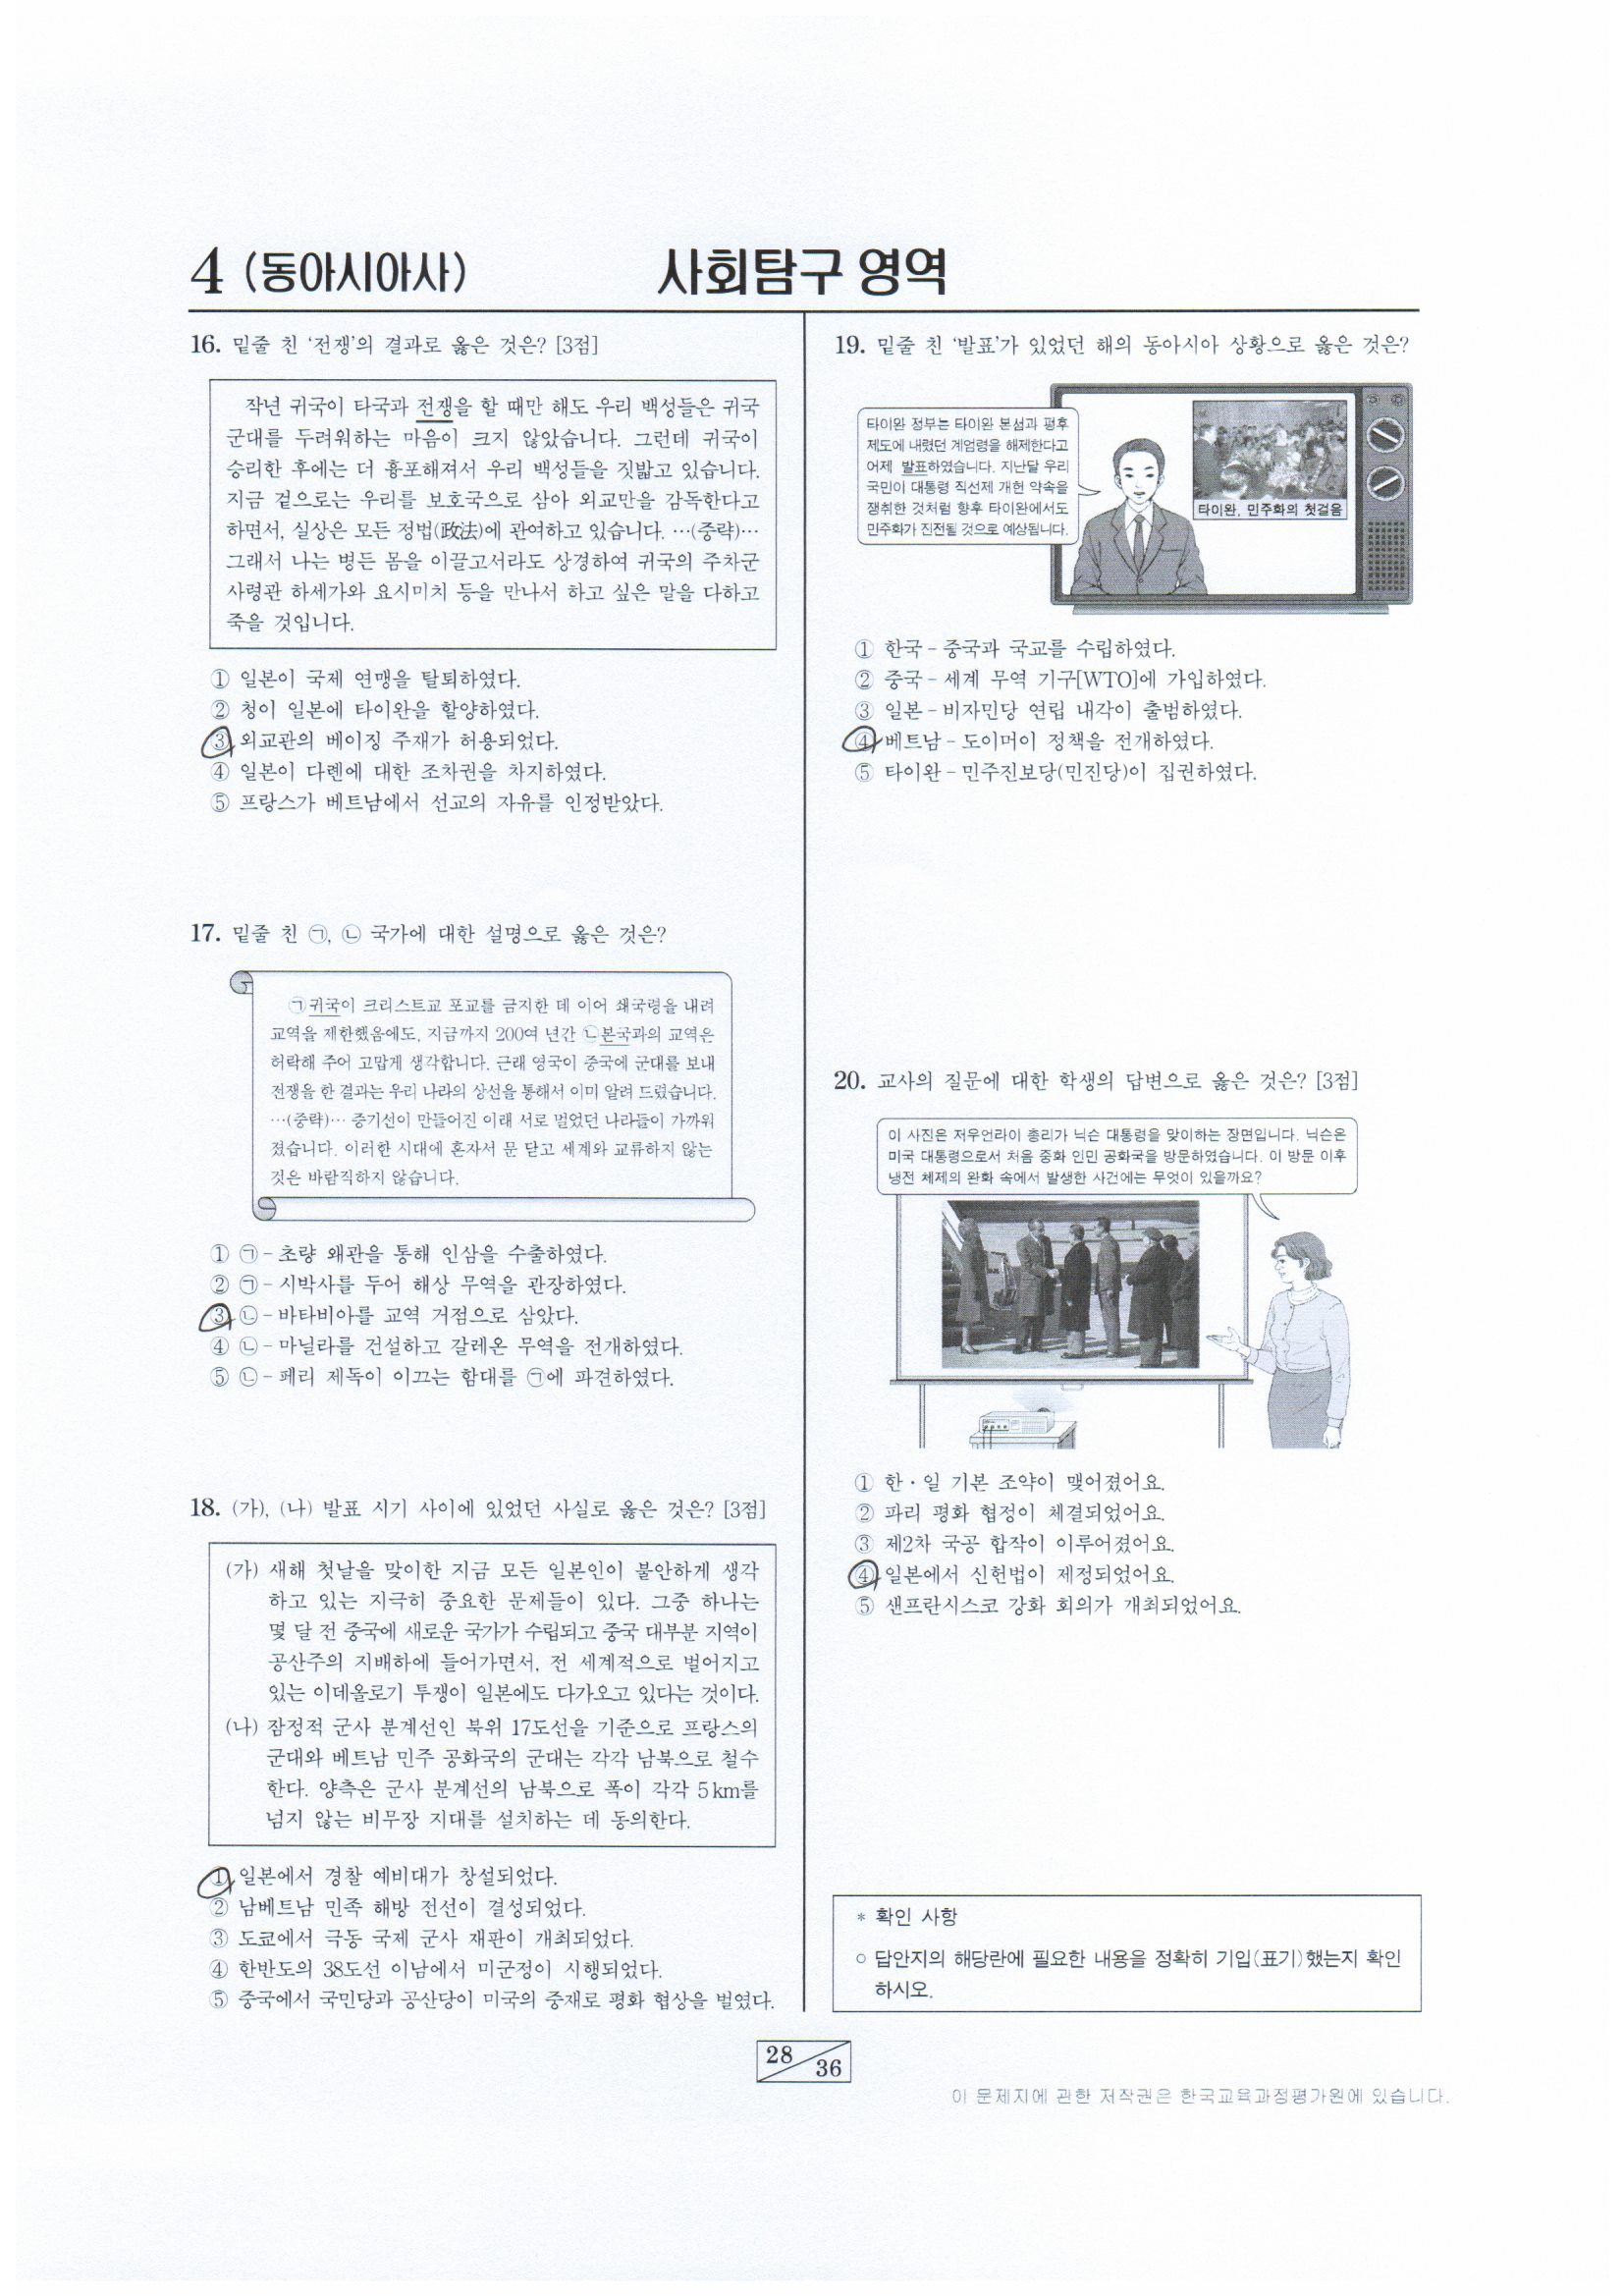 4 (동아시아사)
사회탐구 영역
16. 밑줄 친 ‘전쟁’의 결과로 옳은 것은? [3점]
작년 귀국이 타국과 전쟁을 할 때만 해도 우리 백성들은 귀국
군대를 두려워하는 마음이 크지 않았습니다. 그런데 귀국이
승리한 후에는 더 흉포해져서 우리 백성들을 짓밟고 있습니다.
지금 겉으로는 우리를 보호국으로 삼아 외교만을 감독한다고
하면서, 실상은 모든 정법(政法)에 관여하고 있습니다. …(중략)…
그래서 나는 병든 몸을 이끌고서라도 상경하여 귀국의 주차군
사령관 하세가와 요시미치 등을 만나서 하고 싶은 말을 다하고
죽을 것입니다.
① 일본이 국제 연맹을 탈퇴하였다.
② 청이 일본에 타이완을 할양하였다.
③ 외교관의 베이징 주재가 허용되었다.
④ 일본이 다롄에 대한 조차권을 차지하였다.
⑤ 프랑스가 베트남에서 선교의 자유를 인정받았다.
17. 밑줄 친 ㉠, ㉡ 국가에 대한 설명으로 옳은 것은?
㉠귀국이 크리스트교 포교를 금지한 데 이어 쇄국령을 내려
교역을 제한했음에도, 지금까지 200여 년간 ㉡본국과의 교역은
허락해 주어 고맙게 생각합니다. 근래 영국이 중국에 군대를 보내
전쟁을 한 결과는 우리 나라의 상선을 통해서 이미 알려 드렸습니다.
…(중략)… 증기선이 만들어진 이래 서로 멀었던 나라들이 가까워
졌습니다. 이러한 시대에 혼자서 문 닫고 세계와 교류하지 않는
것은 바람직하지 않습니다.
① ㉠ - 초량 왜관을 통해 인삼을 수출하였다.
② ㉠ - 시박사를 두어 해상 무역을 관장하였다.
③ ㉡ - 바타비아를 교역 거점으로 삼았다.
④ ㉡ - 마닐라를 건설하고 갈레온 무역을 전개하였다.
⑤ ㉡ - 페리 제독이 이끄는 함대를 ㉠에 파견하였다.
18. (가), (나) 발표 시기 사이에 있었던 사실로 옳은 것은? [3점]
(가) 새해 첫날을 맞이한 지금 모든 일본인이 불안하게 생각
하고 있는 지극히 중요한 문제들이 있다. 그중 하나는
몇 달 전 중국에 새로운 국가가 수립되고 중국 대부분 지역이
공산주의 지배하에 들어가면서, 전 세계적으로 벌어지고
있는 이데올로기 투쟁이 일본에도 다가오고 있다는 것이다.
(나) 잠정적 군사 분계선인 북위 17도선을 기준으로 프랑스의
군대와 베트남 민주 공화국의 군대는 각각 남북으로 철수
한다. 양측은 군사 분계선의 남북으로 폭이 각각 5km를
넘지 않는 비무장 지대를 설치하는 데 동의한다.
① 일본에서 경찰 예비대가 창설되었다.
② 남베트남 민족 해방 전선이 결성되었다.
③ 도쿄에서 극동 국제 군사 재판이 개최되었다.
④ 한반도의 38도선 이남에서 미군정이 시행되었다.
⑤ 중국에서 국민당과 공산당이 미국의 중재로 평화 협상을 벌였다.
19. 밑줄 친 ‘발표’가 있었던 해의 동아시아 상황으로 옳은 것은?
타이완 정부는 타이완 본섬과 펑후
제도에 내렸던 계엄령을 해제한다고
어제 발표하였습니다. 지난달 우리
국민이 대통령 직선제 개헌 약속을
쟁취한 것처럼 향후 타이완에서도
민주화가 진전될 것으로 예상됩니다.
타이완, 민주화의 첫걸음
① 한국 - 중국과 국교를 수립하였다.
② 중국 - 세계 무역 기구[WTO]에 가입하였다.
③ 일본 - 비자민당 연립 내각이 출범하였다.
④ 베트남 - 도이머이 정책을 전개하였다.
⑤ 타이완 - 민주진보당(민진당)이 집권하였다.
20. 교사의 질문에 대한 학생의 답변으로 옳은 것은? [3점]
이 사진은 저우언라이 총리가 닉슨 대통령을 맞이하는 장면입니다. 닉슨은
미국 대통령으로서 처음 중화 인민 공화국을 방문하였습니다. 이 방문 이후
냉전 체제의 완화 속에서 발생한 사건에는 무엇이 있을까요?
① 한 · 일 기본 조약이 맺어졌어요.
② 파리 평화 협정이 체결되었어요.
③ 제2차 국공 합작이 이루어졌어요.
④ 일본에서 신헌법이 제정되었어요.
⑤ 샌프란시스코 강화 회의가 개최되었어요.
* 확인 사항
○ 답안지의 해당란에 필요한 내용을 정확히 기입(표기)했는지 확인
하시오.
28
36
이 문제지에 관한 저작권은 한국교육과정평가원에 있습니다.